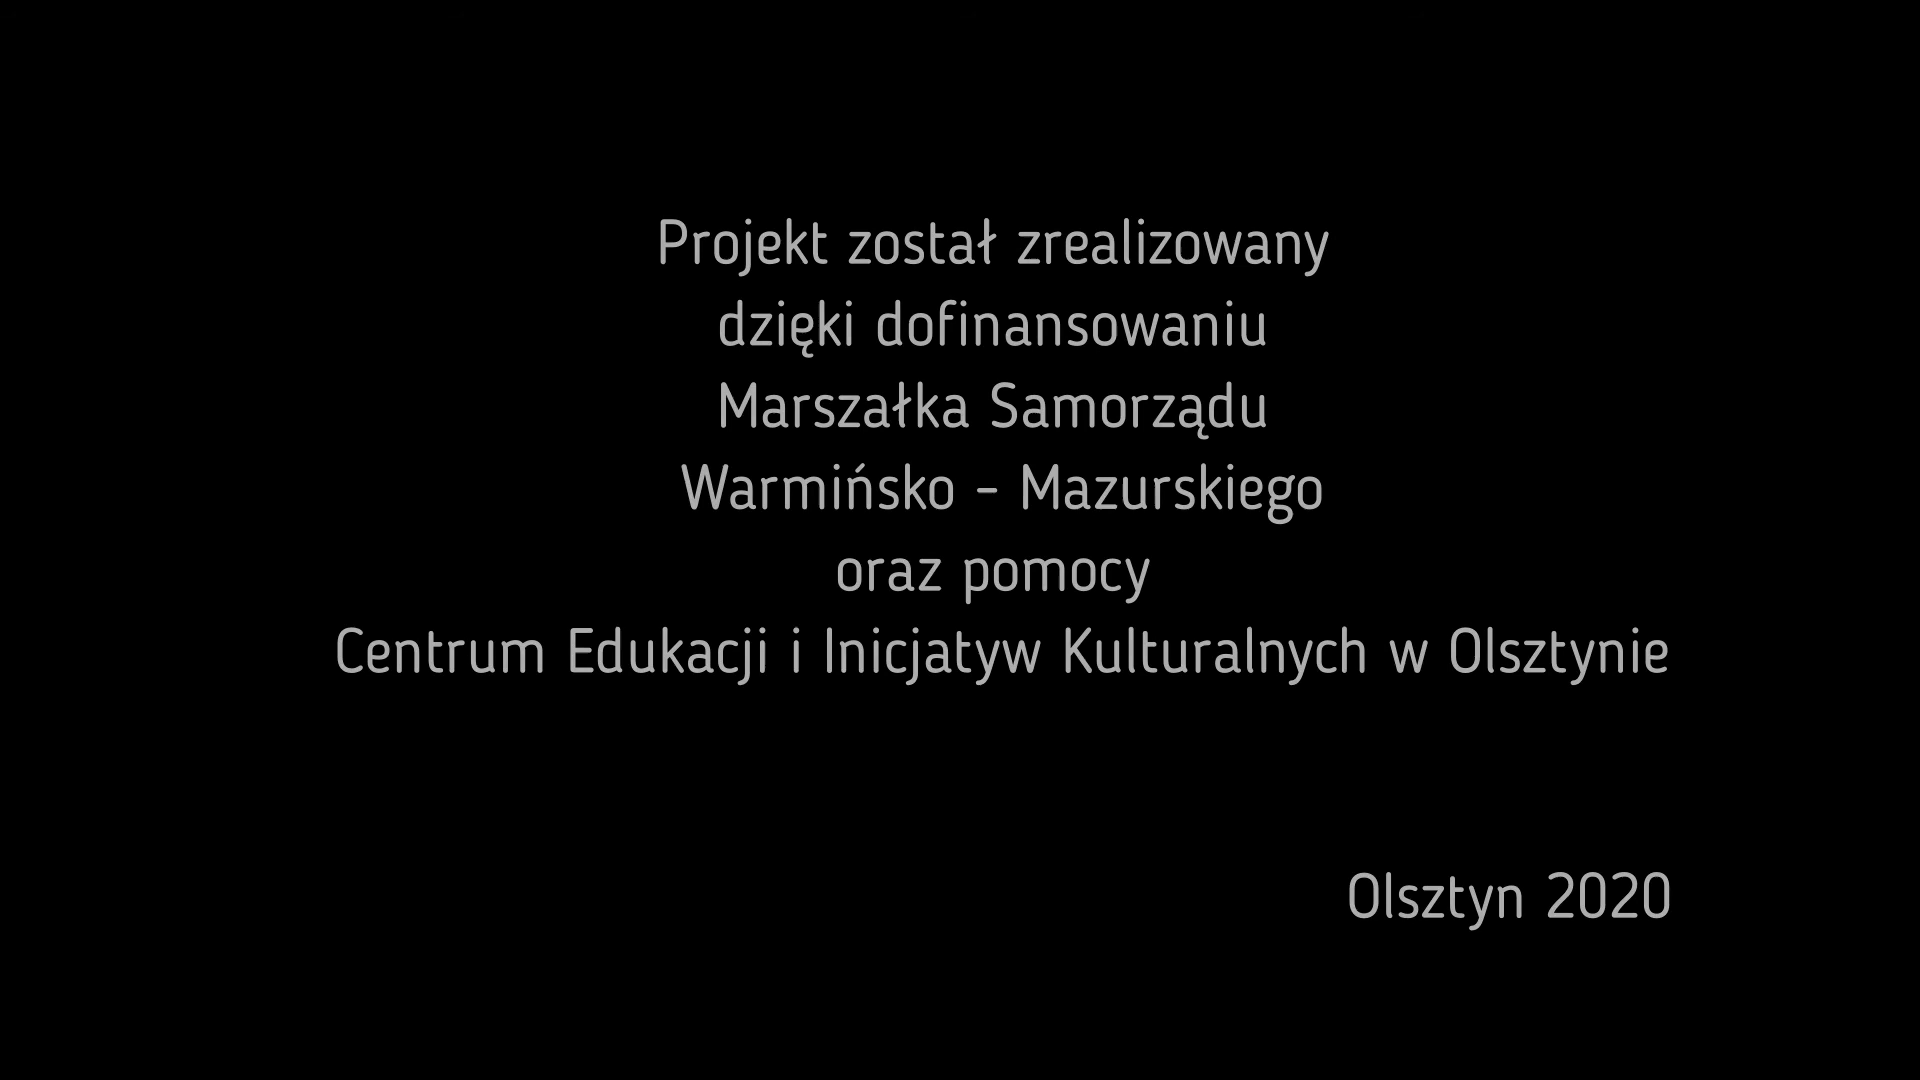 Projekt został zrealizowany
dzięki dofinansowaniu
Marszałka Samorządu
Warmińsko - Mazurskiego
oraz pomocy
Centrum Edukacji i Inicjatyw Kulturalnych w Olsztynie
Olsztyn 2020